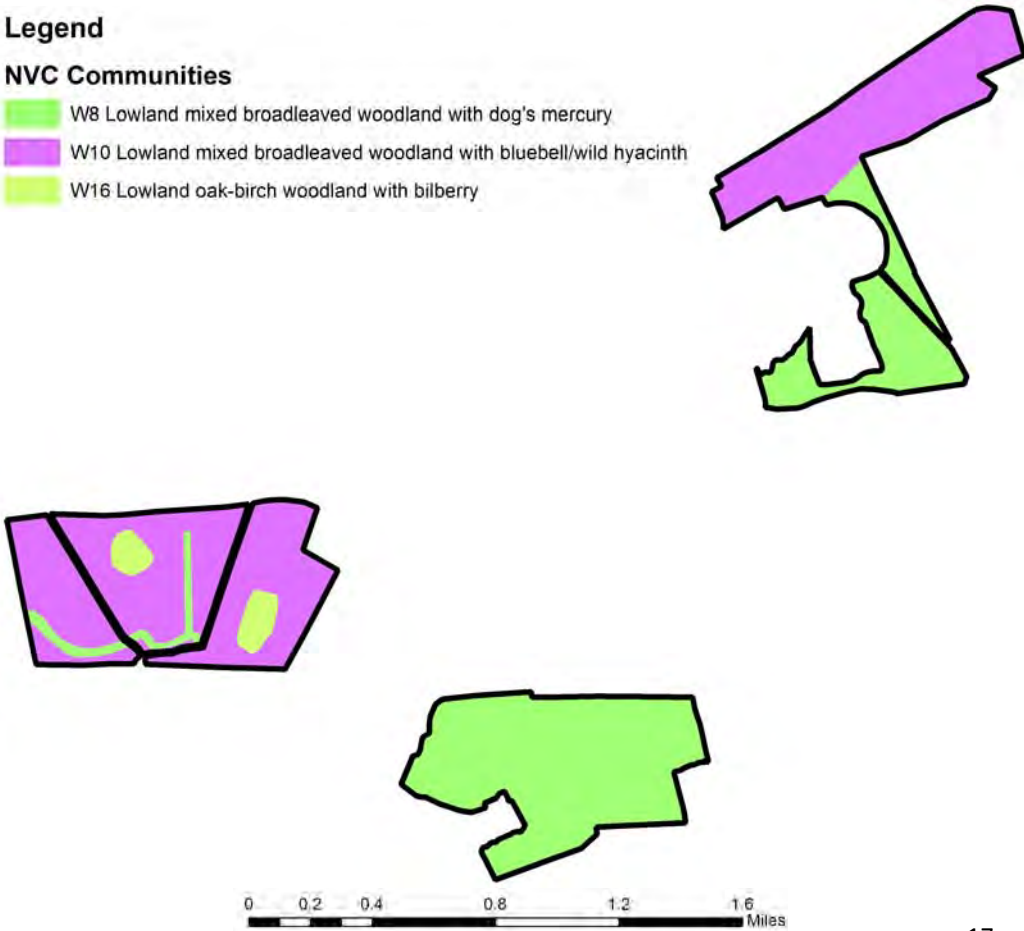 Legend
NVC Communities
W8 Lowland mixed broadleaved woodland with dog's mercury
W10 Lowland mixed broadleaved woodland with bluebell/wild hyacinth
W16 Lowland oak-birch woodland with bilberry
0 0.2 0.4 0.8 1.2 1.6
Miles